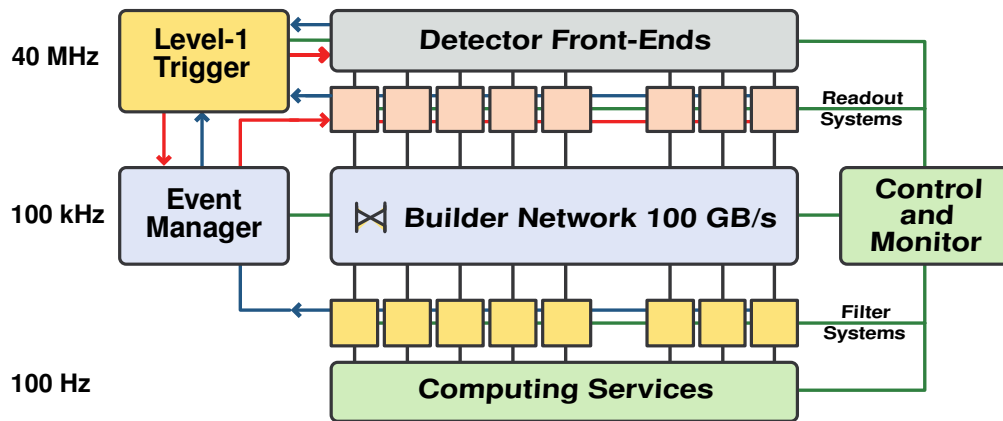 40 MHz
Level-1
Trigger
Detector Front-Ends
Readout
Systems
100 kHz
Event
Manager
Builder Network 100 GB/s
Control
and
Monitor
Filter
Systems
100 Hz
Computing Services